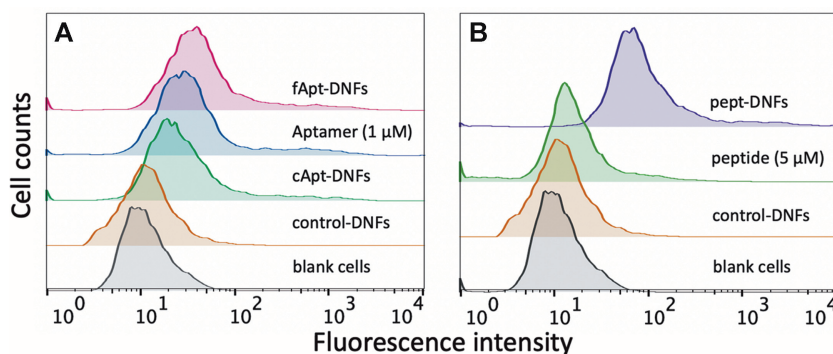 A
fApt-DNFs
Aptamer (1 µM)
cApt-DNFs
control-DNFs
blank cells
B
pept-DNFs
peptide (5 µM)
control-DNFs
blank cells
Cell counts
10⁰ 10¹ 10² 10³ 10⁴
10⁰ 10¹ 10² 10³ 10⁴
Fluorescence intensity